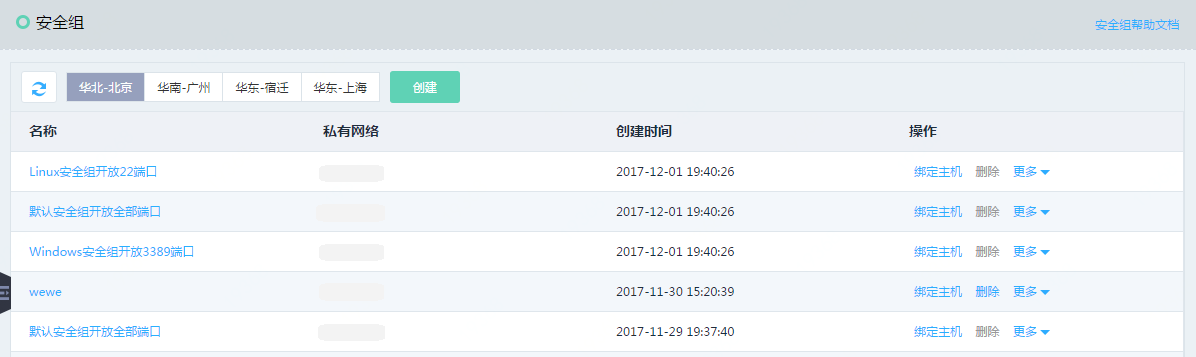 安全组 安全组帮助文档
华北-北京 华南-广州 华东-宿迁 华东-上海 创建
名称 私有网络 创建时间 操作
Linux安全组开放22端口 2017-12-01 19:40:26 绑定主机 删除 更多
默认安全组开放全部端口 2017-12-01 19:40:26 绑定主机 删除 更多
Windows安全组开放3389端口 2017-12-01 19:40:26 绑定主机 删除 更多
wewe 2017-11-30 15:20:39 绑定主机 删除 更多
默认安全组开放全部端口 2017-11-29 19:37:40 绑定主机 删除 更多